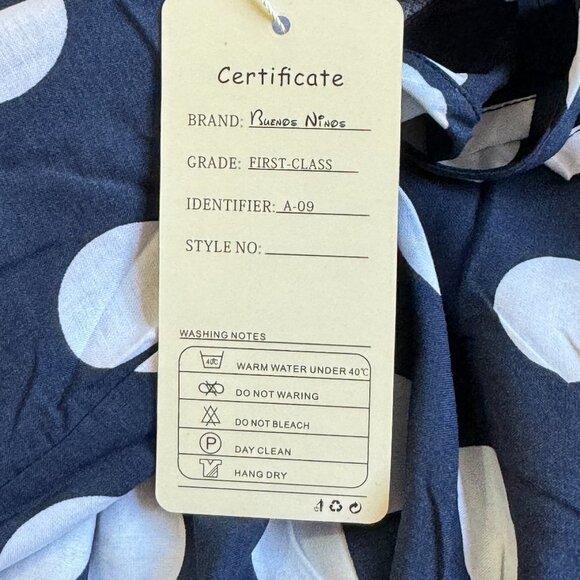 Certificate
BRAND: Buenos Ninos
GRADE: FIRST-CLASS
IDENTIFIER: A-09
STYLE NO:
WASHING NOTES
40℃ WARM WATER UNDER 40℃
DO NOT WARING
DO NOT BLEACH
P DAY CLEAN
HANG DRY